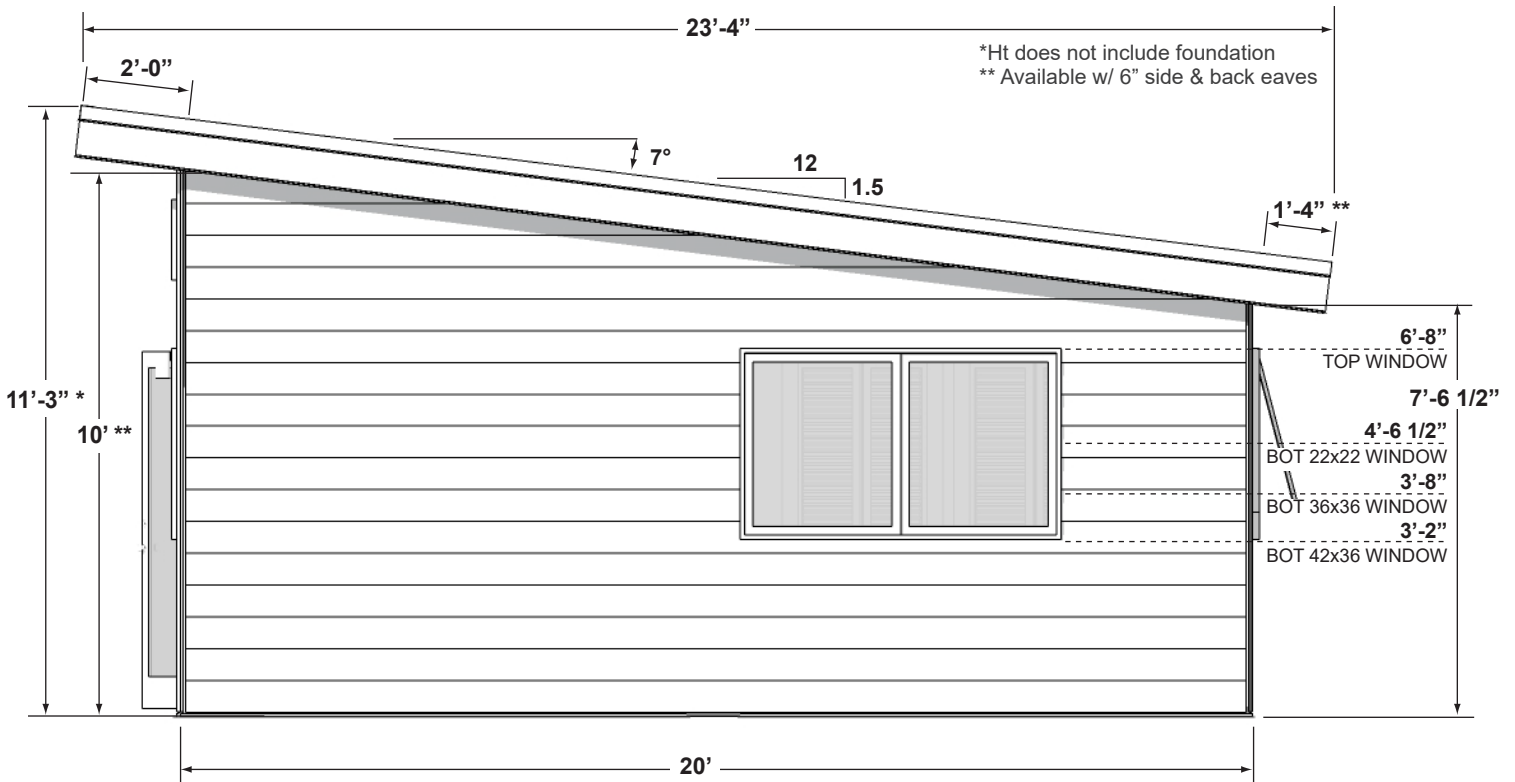 23’-4”
*Ht does not include foundation
** Available w/ 6” side & back eaves
2’-0”
7°
12
1.5
1’-4” **
6’-8”
TOP WINDOW
11’-3” *
7’-6 1/2”
10’ **
4’-6 1/2”
BOT 22x22 WINDOW
3’-8”
BOT 36x36 WINDOW
3’-2”
BOT 42x36 WINDOW
20’